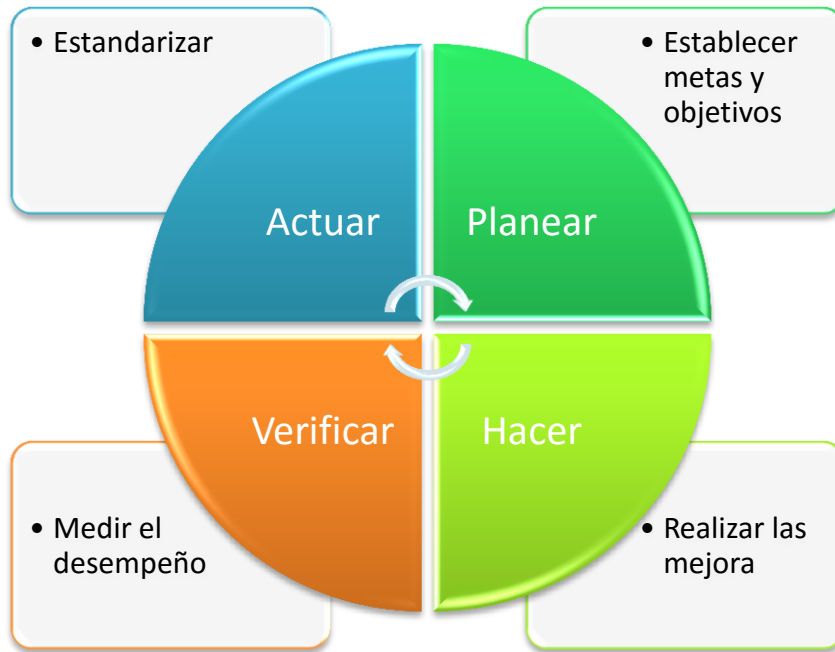 • Estandarizar
• Establecer
metas y
objetivos
Actuar
Planear
Verificar
Hacer
• Medir el
desempeño
• Realizar las
mejora